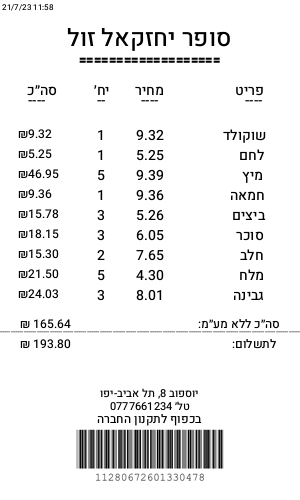 21/7/23 11:58
סופר יחזקאל זול
===================
פריט מחיר יח׳ סה״כ
---- ---- ---- ----
שוקולד 9.32 1 ₪9.32
לחם 5.25 1 ₪5.25
מיץ 9.39 5 ₪46.95
חמאה 9.36 1 ₪9.36
ביצים 5.26 3 ₪15.78
סוכר 6.05 3 ₪18.15
חלב 7.65 2 ₪15.30
מלח 4.30 5 ₪21.50
גבינה 8.01 3 ₪24.03
סה״כ ללא מע״מ: 165.64 ₪
לתשלום: 193.80 ₪
יוספוב 8, תל אביב-יפו
טל״ 0777661234
בכפוף לתקנון החברה
11280672601330478